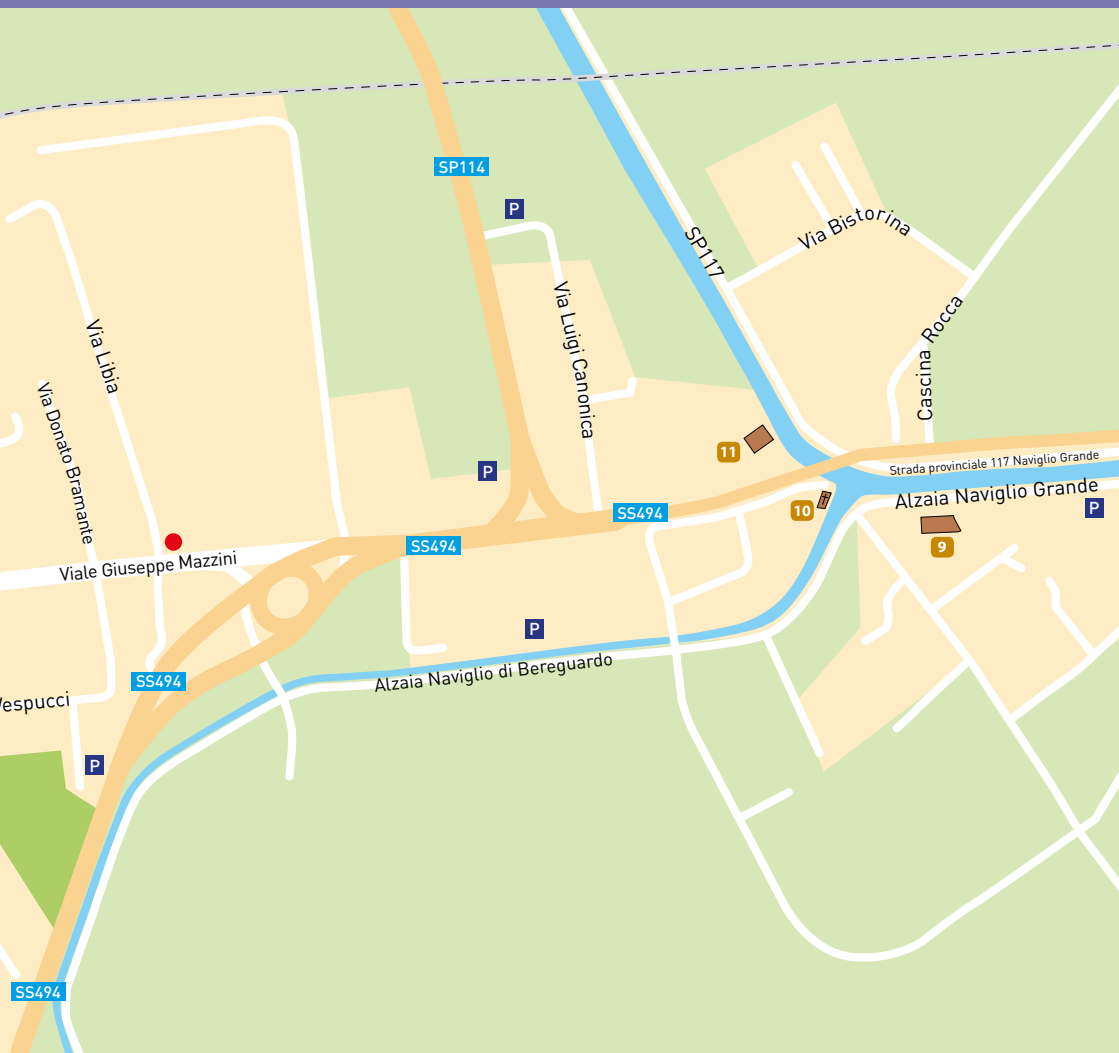 SP114
P
SP117
Via Bistorina
Via Luigi Canonica
Cascina Rocca
Via Libia
Via Donato Bramante
11
P
Strada provinciale 117 Naviglio Grande
Alzaia Naviglio Grande
10
SS494
P
9
SS494
Viale Giuseppe Mazzini
P
Alzaia Naviglio di Bereguardo
SS494
Vespucci
P
SS494